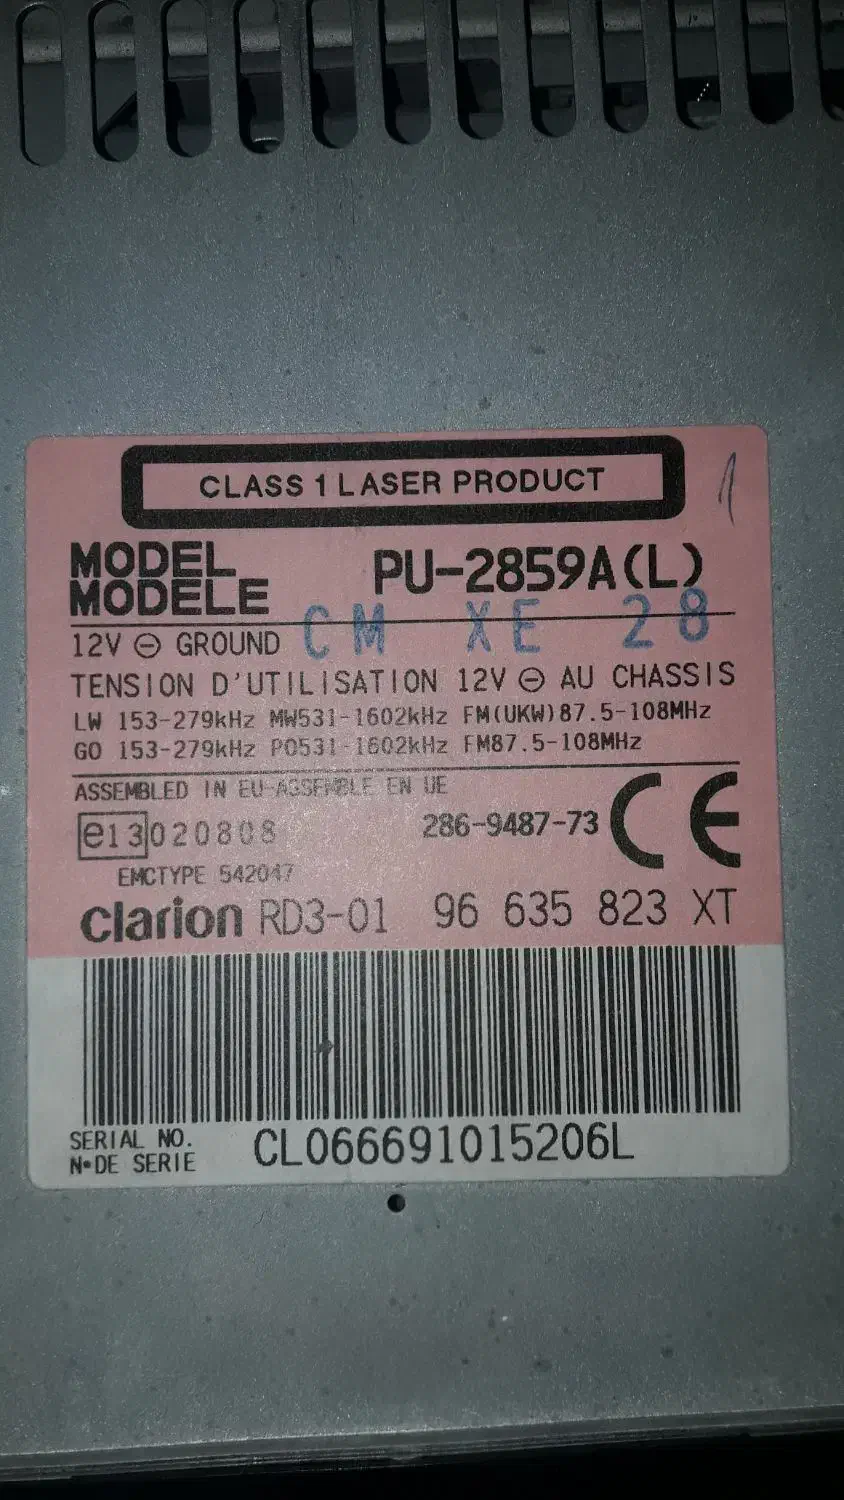 CLASS 1 LASER PRODUCT
1
MODEL
MODELE
PU-2859A(L)
CM XE 28
12V ⊖ GROUND
TENSION D'UTILISATION 12V ⊖ AU CHASSIS
LW 153-279kHz MW531-1602kHz FM(UKW)87.5-108MHz
GO 153-279kHz PO531-1602kHz FM87.5-108MHz
ASSEMBLED IN EU-ASSEMBLE EN UE
e13 020808
286-9487-73
CE
EMCTYPE 542047
clarion RD3-01 96 635 823 XT
SERIAL NO.
N•DE SERIE
CL066691015206L